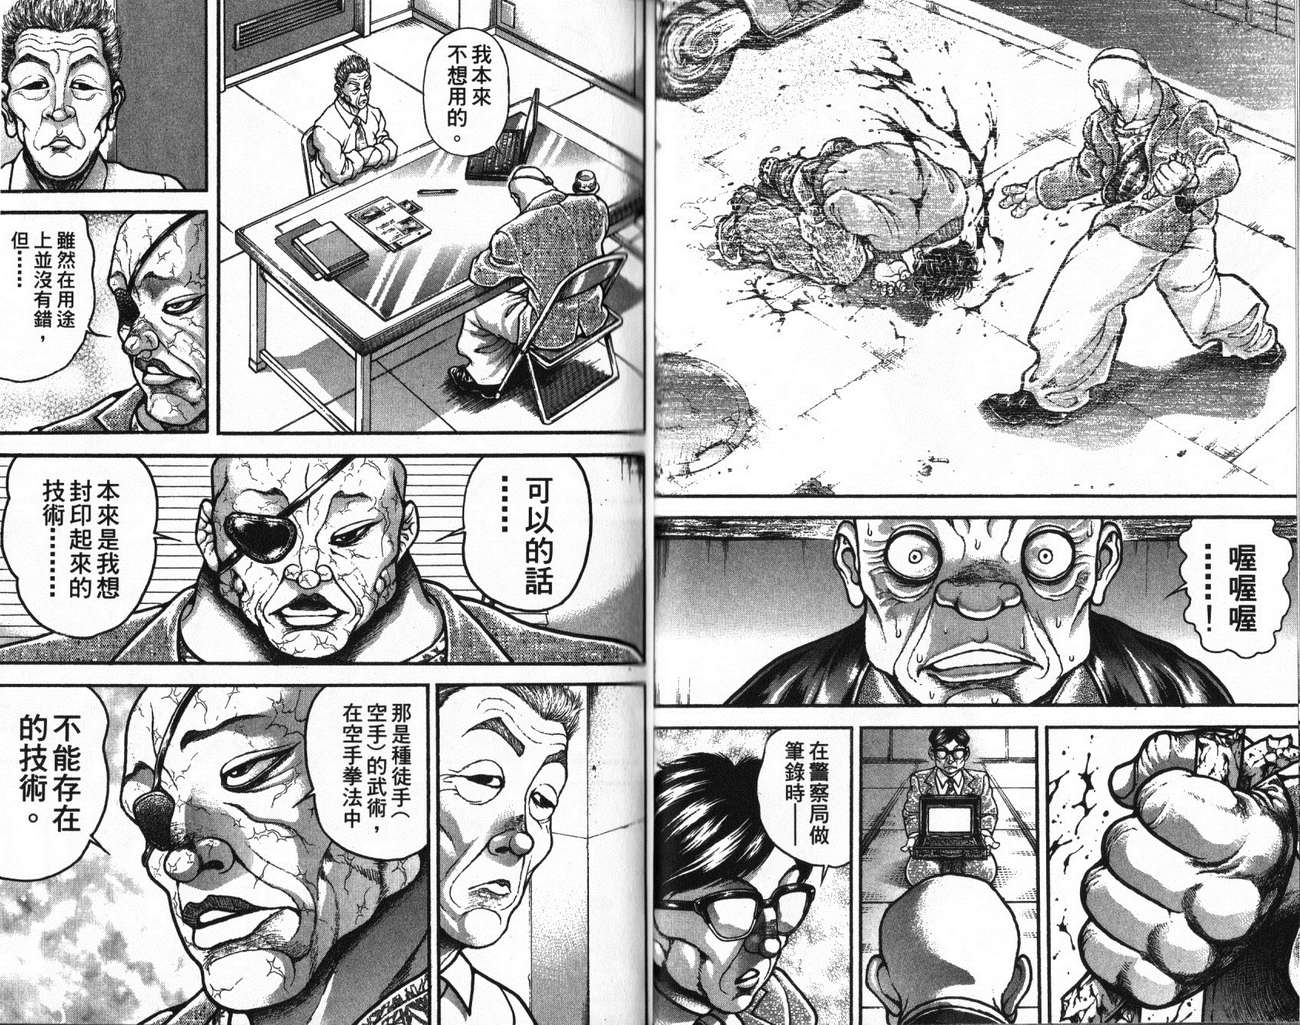 喔喔喔
⋯⋯！
在警察局做
筆錄時──
我本來
不想用的。
雖然在用途
上並沒有錯，
但⋯⋯
可以的話
⋯⋯
本來是我想
封印起來的
技術⋯⋯⋯
那是種徒手（
空手）的武術，
在空手拳法中
不能存在
的技術。